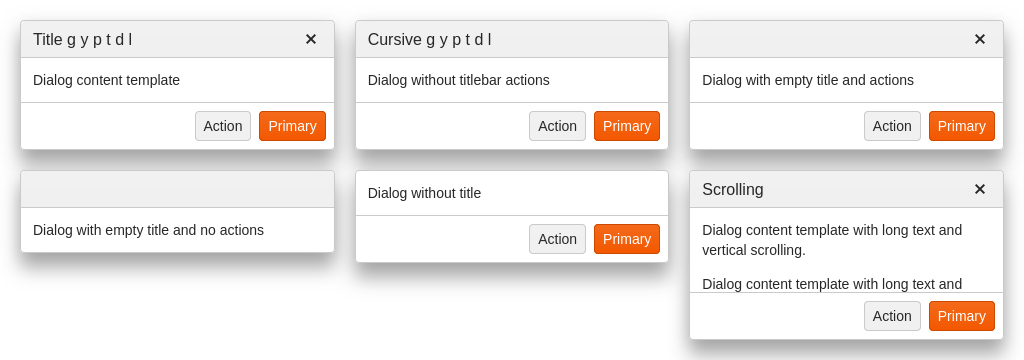 Title g y p t d l
Dialog content template
Action Primary
Cursive g y p t d l
Dialog without titlebar actions
Action Primary
Dialog with empty title and actions
Action Primary
Dialog with empty title and no actions
Dialog without title
Action Primary
Scrolling
Dialog content template with long text and
vertical scrolling.
Dialog content template with long text and
Action Primary